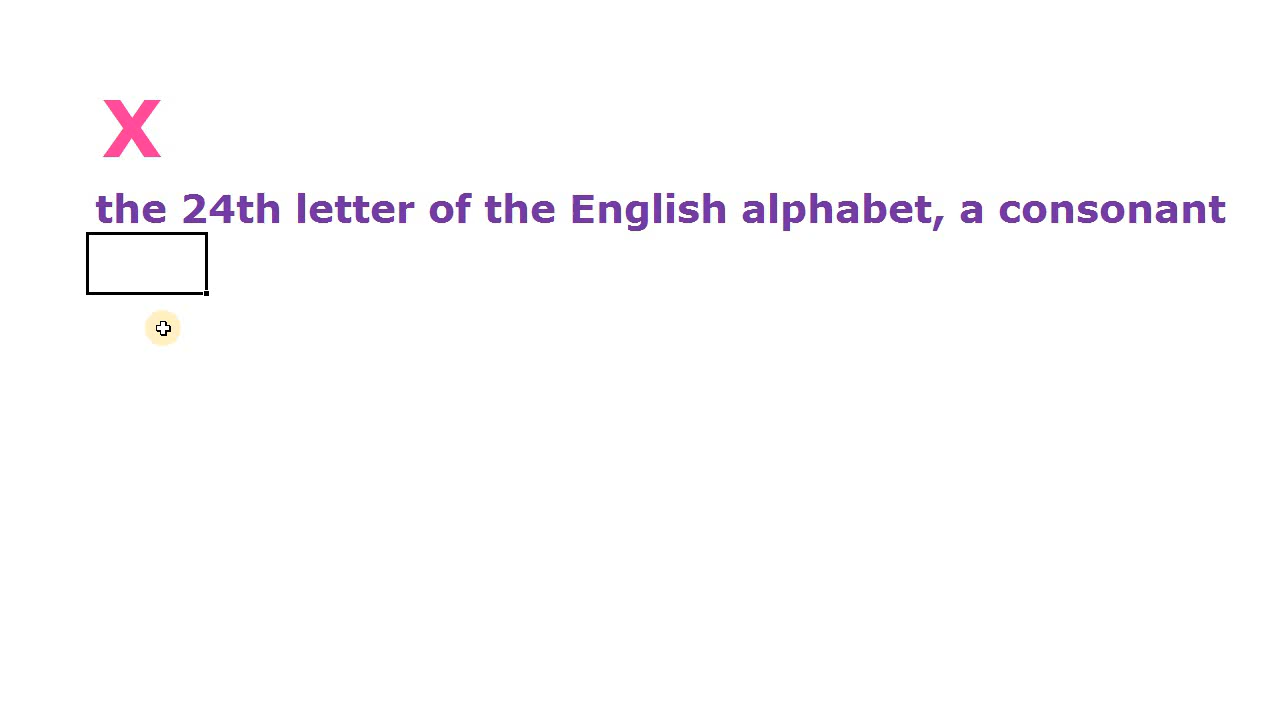 X
the 24th letter of the English alphabet, a consonant